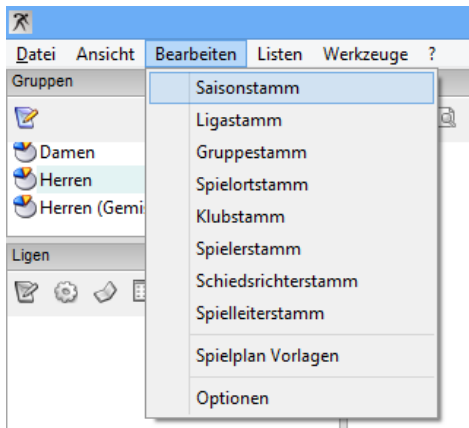 Datei Ansicht Bearbeiten Listen Werkzeuge ?
Gruppen
Saisonstamm
Ligastamm
Damen
Gruppestamm
Herren
Spielortstamm
Herren (Gemi
Klubstamm
Ligen
Spielerstamm
Schiedsrichterstamm
Spielleiterstamm
Spielplan Vorlagen
Optionen